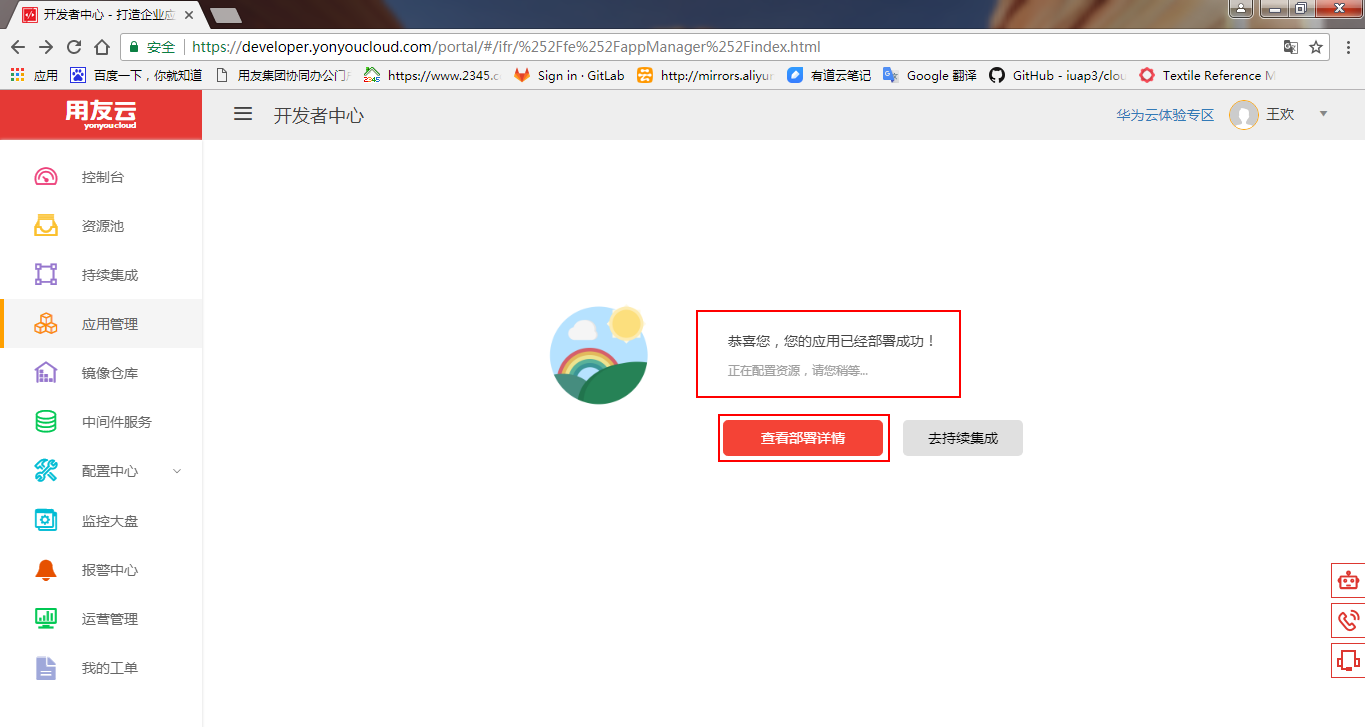 开发者中心 - 打造企业应
安全
https://developer.yonyoucloud.com/portal/#/ifr/%252Ffe%252FappManager%252Findex.html
应用
百度一下，你就知道
用友集团协同办公门户
https://www.2345.c
Sign in · GitLab
http://mirrors.aliyur
有道云笔记
Google 翻译
GitHub - iuap3/clou
Textile Reference M
用友云
yonyoucloud
开发者中心
华为云体验专区
王欢
控制台
资源池
持续集成
应用管理
镜像仓库
中间件服务
配置中心
监控大盘
报警中心
运营管理
我的工单
恭喜您，您的应用已经部署成功！
正在配置资源，请您稍等...
查看部署详情
去持续集成